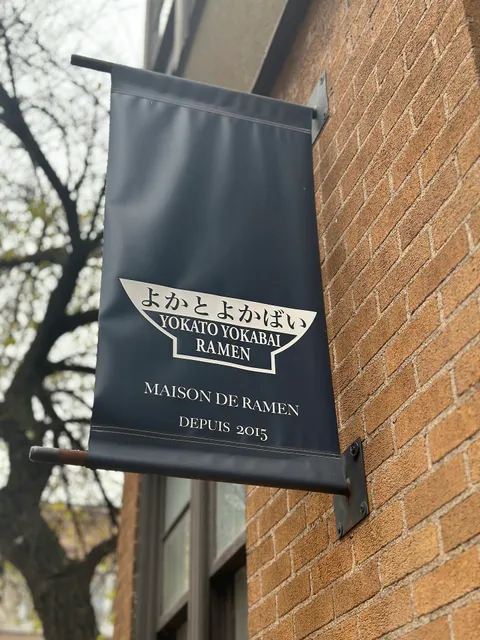 よかとよかばい
YOKATO YOKABAI
RAMEN
MAISON DE RAMEN
DEPUIS 2015